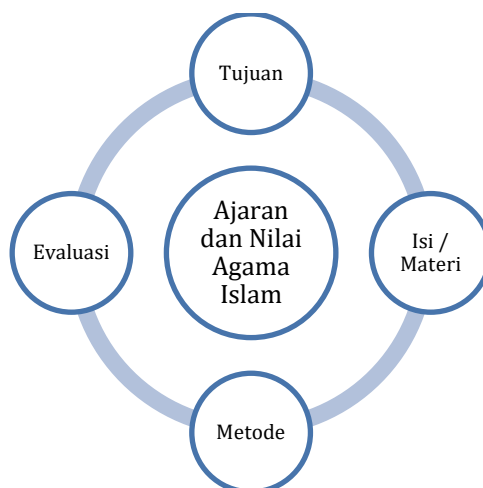 Tujuan
Ajaran
dan Nilai
Agama
Islam
Evaluasi
Isi /
Materi
Metode